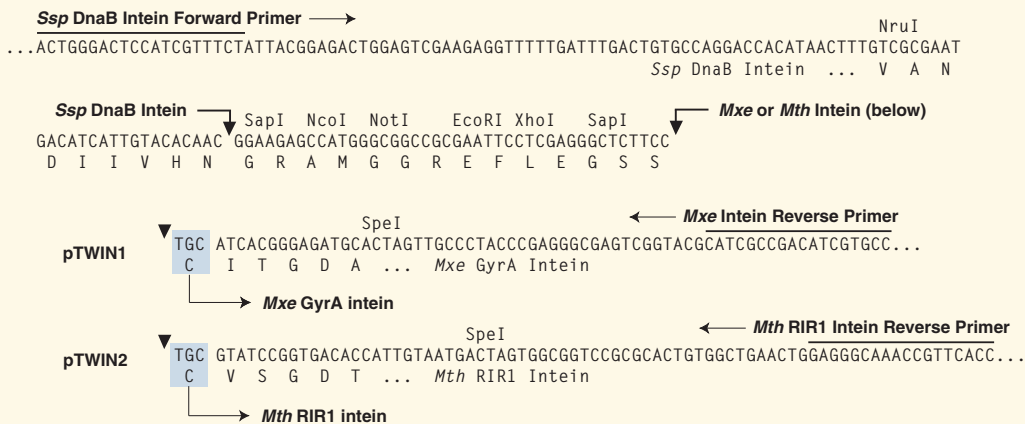 Ssp DnaB Intein Forward Primer
NruI
...ACTGGGACTCCATCGTTTCTATTACGGAGACTGGAGTCGAAGAGGTTTTTGATTTGACTGTGCCAGGACCACATAACTTTGTCGCGAAT
Ssp DnaB Intein ... V A N
Ssp DnaB Intein
Mxe or Mth Intein (below)
SapI NcoI NotI EcoRI XhoI SapI
GACATCATTGTACACAAC GGAAGAGCCATGGGCGGCCGCGAATTCCTCGAGGGCTCTTCC
D I I V H N G R A M G G R E F L E G S S
SpeI
Mxe Intein Reverse Primer
pTWIN1
TGC ATCACGGGAGATGCACTAGTTGCCCTACCCGAGGGCGAGTCGGTACGCATCGCCGACATCGTGCC...
C I T G D A ... Mxe GyrA Intein
Mxe GyrA intein
SpeI
Mth RIR1 Intein Reverse Primer
pTWIN2
TGC GTATCCGGTGACACCATTGTAATGACTAGTGGCGGTCCGCGCACTGTGGCTGAACTGGAGGGCAAACCGTTCACC...
C V S G D T ... Mth RIR1 Intein
Mth RIR1 intein